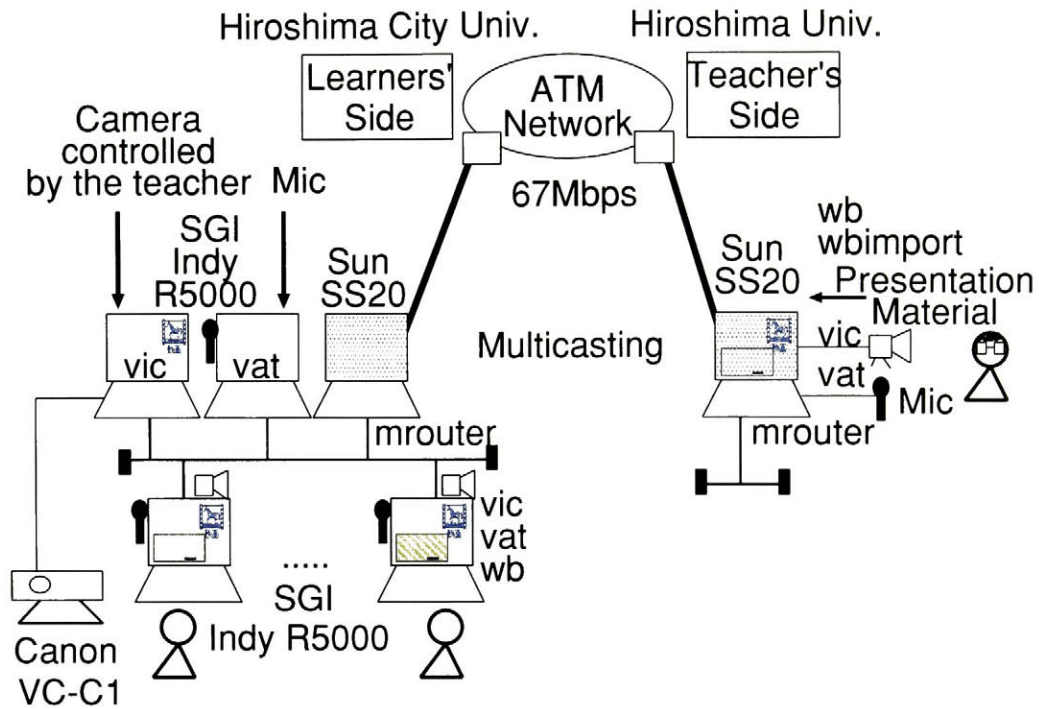 Hiroshima City Univ.
Hiroshima Univ.
Learners'
Side
ATM
Network
Teacher's
Side
Camera
controlled
by the teacher
Mic
67Mbps
SGI
Indy
R5000
Sun
SS20
Sun
SS20
wb
wbimport
Presentation
Material
vic
vat
Multicasting
vic
vat
Mic
mrouter
mrouter
vic
vat
wb
.....
SGI
Indy R5000
Canon
VC-C1